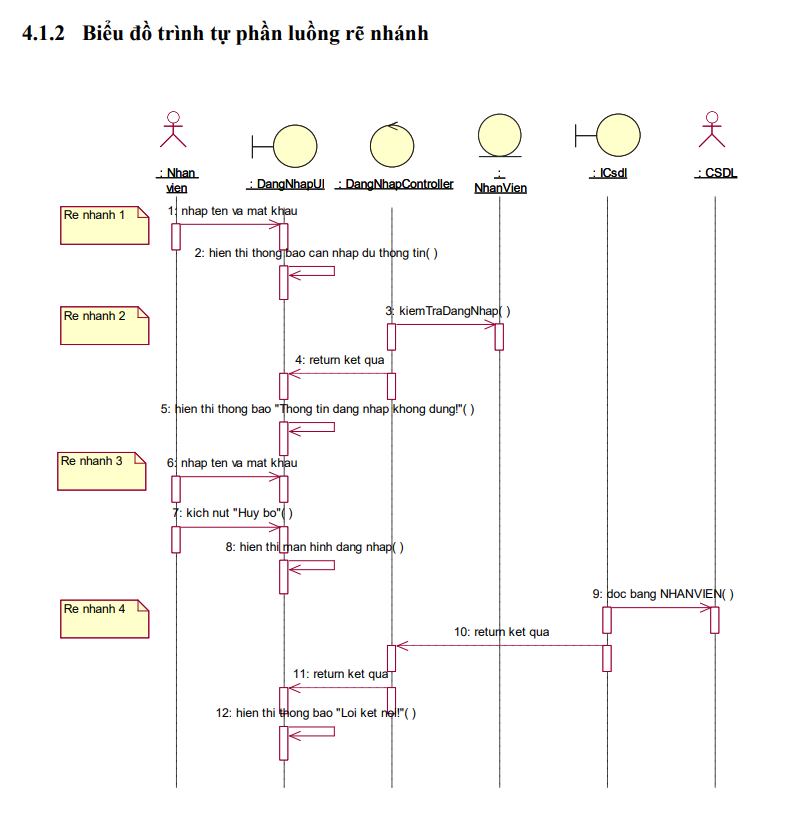 4.1.2 Biểu đồ trình tự phần luồng rẽ nhánh
: Nhan
vien
: DangNhapUI
: DangNhapController
:
NhanVien
: ICsdl
: CSDL
Re nhanh 1
1: nhap ten va mat khau
2: hien thi thong bao can nhap du thong tin( )
Re nhanh 2
3: kiemTraDangNhap( )
4: return ket qua
5: hien thi thong bao "Thong tin dang nhap khong dung!"( )
Re nhanh 3
6: nhap ten va mat khau
7: kich nut "Huy bo"( )
8: hien thi man hinh dang nhap( )
9: doc bang NHANVIEN( )
Re nhanh 4
10: return ket qua
11: return ket qua
12: hien thi thong bao "Loi ket noi!"( )